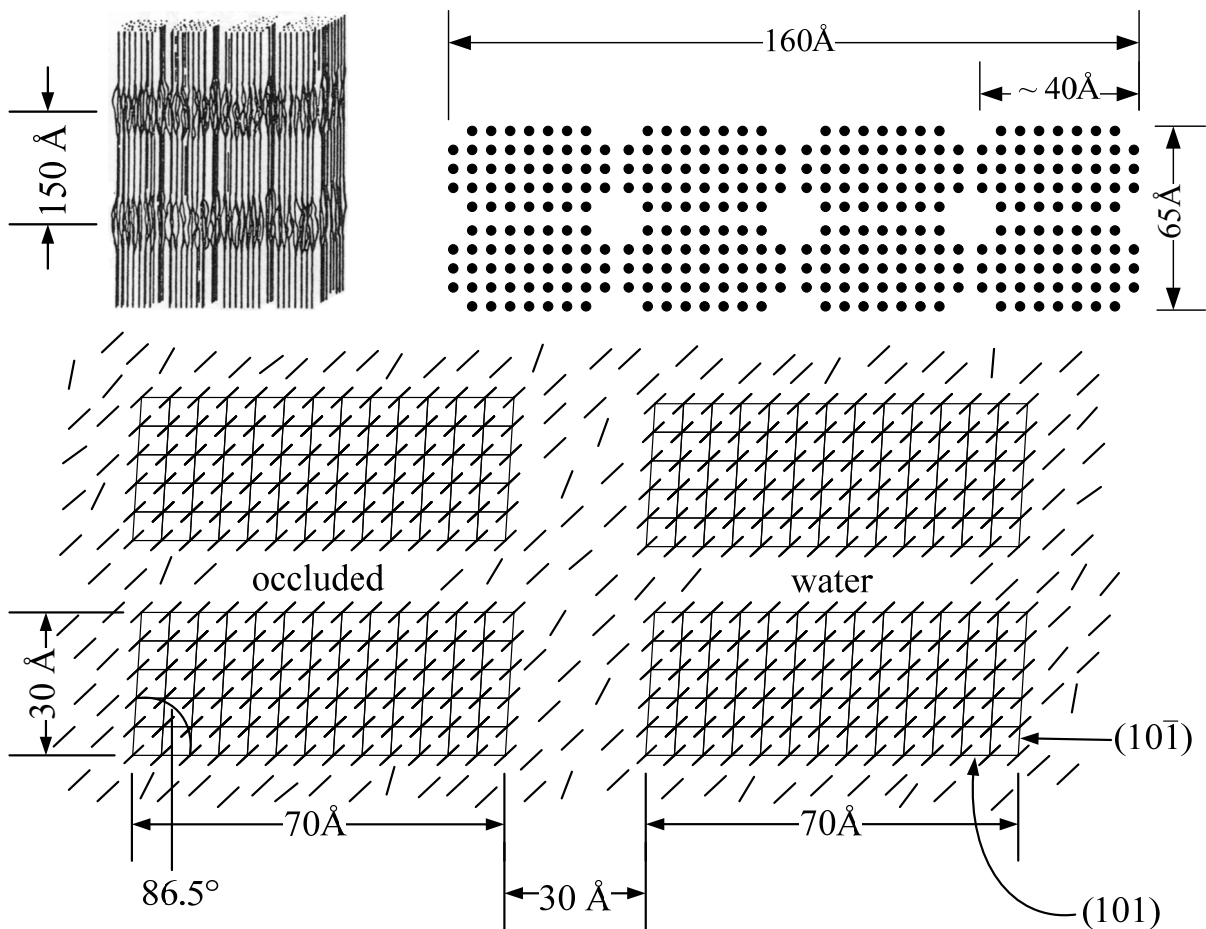 160Å
~ 40Å
150 Å
65Å
occluded
water
30 Å
(101̄)
70Å
70Å
86.5°
30 Å
(101)